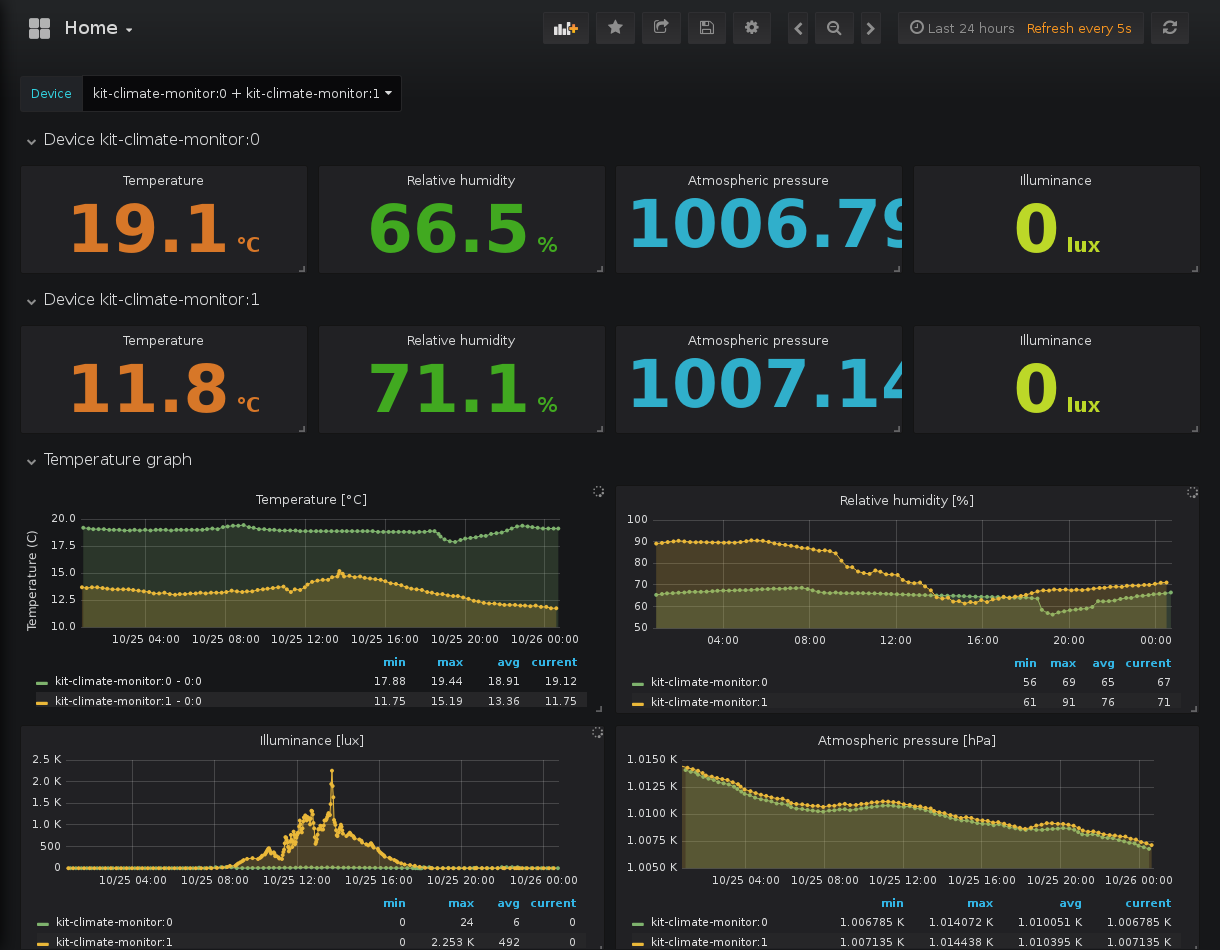 Home
Last 24 hours Refresh every 5s
Device kit-climate-monitor:0 + kit-climate-monitor:1
Device kit-climate-monitor:0
Temperature Relative humidity Atmospheric pressure Illuminance
19.1 °C 66.5 % 1006.79 0 lux
Device kit-climate-monitor:1
Temperature Relative humidity Atmospheric pressure Illuminance
11.8 °C 71.1 % 1007.14 0 lux
Temperature graph
Temperature [°C]
Temperature (C)
20.0
17.5
15.0
12.5
10.0
10/25 04:00 10/25 08:00 10/25 12:00 10/25 16:00 10/25 20:00 10/26 00:00
min max avg current
kit-climate-monitor:0 - 0:0 17.88 19.44 18.91 19.12
kit-climate-monitor:1 - 0:0 11.75 15.19 13.36 11.75
Relative humidity [%]
100
90
80
70
60
50
04:00 08:00 12:00 16:00 20:00 00:00
min max avg current
kit-climate-monitor:0 56 69 65 67
kit-climate-monitor:1 61 91 76 71
Illuminance [lux]
2.5 K
2.0 K
1.5 K
1.0 K
500
0
10/25 04:00 10/25 08:00 10/25 12:00 10/25 16:00 10/25 20:00 10/26 00:00
min max avg current
kit-climate-monitor:0 0 24 6 0
kit-climate-monitor:1 0 2.253 K 492 0
Atmospheric pressure [hPa]
1.0150 K
1.0125 K
1.0100 K
1.0075 K
1.0050 K
10/25 04:00 10/25 08:00 10/25 12:00 10/25 16:00 10/25 20:00 10/26 00:00
min max avg current
kit-climate-monitor:0 1.006785 K 1.014072 K 1.010051 K 1.006785 K
kit-climate-monitor:1 1.007135 K 1.014438 K 1.010395 K 1.007135 K